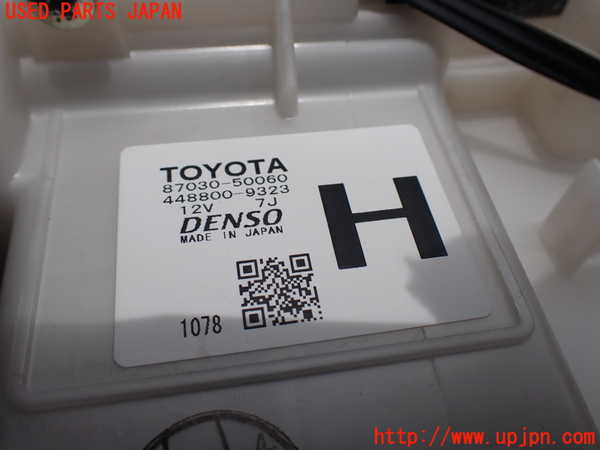 USED PARTS JAPAN
TOYOTA
87030-50060
448800-9323
12V 7J
DENSO
MADE IN JAPAN
H
1078
http://www.upjpn.com